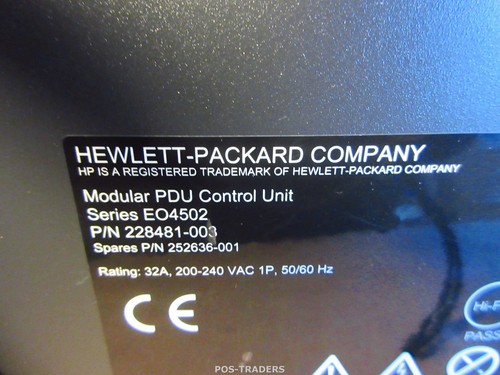 HEWLETT-PACKARD COMPANY
HP IS A REGISTERED TRADEMARK OF HEWLETT-PACKARD COMPANY
Modular PDU Control Unit
Series EO4502
P/N 228481-003
Spares P/N 252636-001
Rating: 32A, 200-240 VAC 1P, 50/60 Hz
CE
POS-TRADERS